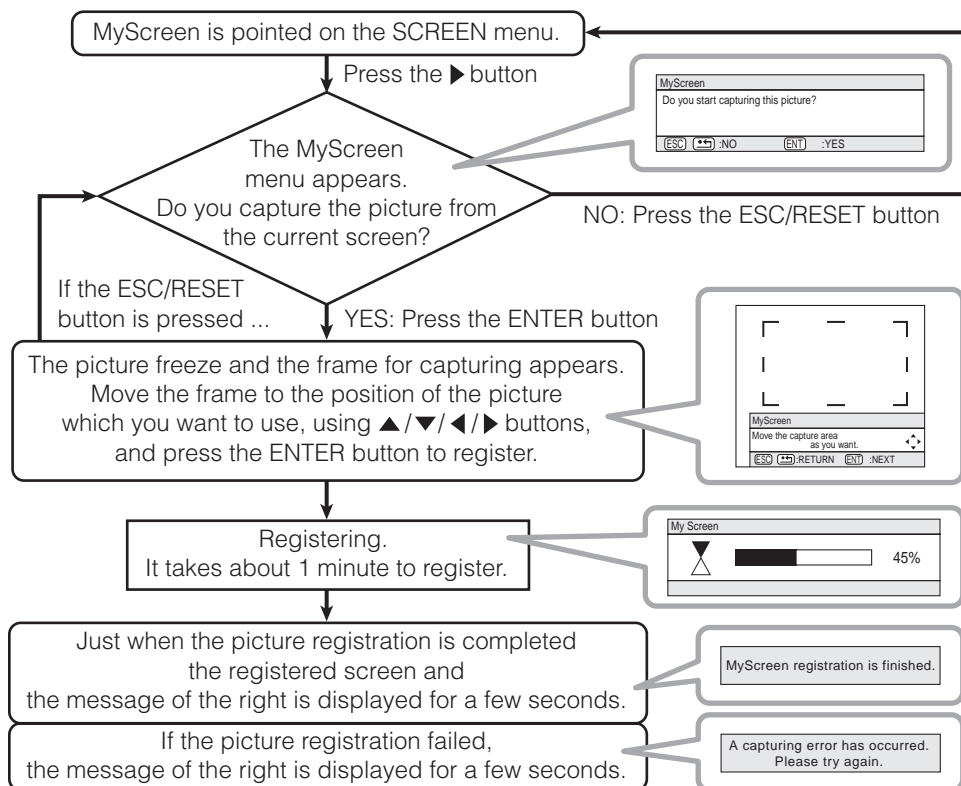 MyScreen is pointed on the SCREEN menu.
Press the ▶ button
MyScreen
Do you start capturing this picture?
ESC :NO ENT :YES
The MyScreen
menu appears.
Do you capture the picture from
the current screen?
NO: Press the ESC/RESET button
If the ESC/RESET
button is pressed ...
YES: Press the ENTER button
The picture freeze and the frame for capturing appears.
Move the frame to the position of the picture
which you want to use, using ▲/▼/◀/▶ buttons,
and press the ENTER button to register.
MyScreen
Move the capture area
as you want.
ESC :RETURN ENT :NEXT
Registering.
It takes about 1 minute to register.
My Screen
45%
Just when the picture registration is completed
the registered screen and
the message of the right is displayed for a few seconds.
MyScreen registration is finished.
If the picture registration failed,
the message of the right is displayed for a few seconds.
A capturing error has occurred.
Please try again.